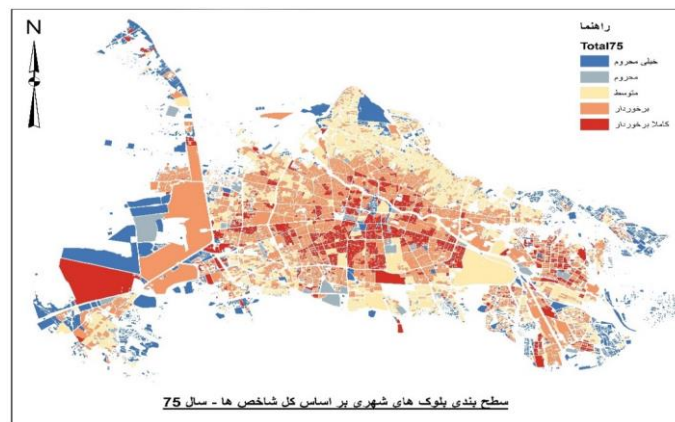 N
راهنما
Total75
خیلی محروم
محروم
متوسط
برخوردار
کاملا برخوردار
سطح بندی بلوک های شهری بر اساس کل شاخص ها - سال 75